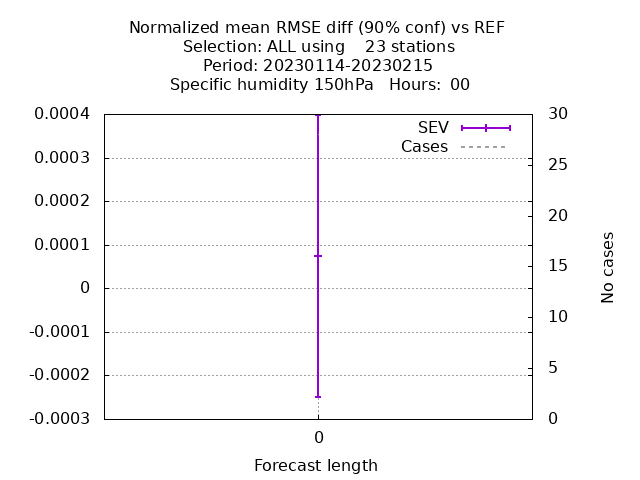 Normalized mean RMSE diff (90% conf) vs REF
Selection: ALL using    23 stations
Period: 20230114-20230215
Specific humidity 150hPa   Hours:  00
SEV
Cases
0.0004
0.0003
0.0002
0.0001
0
-0.0001
-0.0002
-0.0003
30
25
20
15
10
5
0
No cases
0
Forecast length